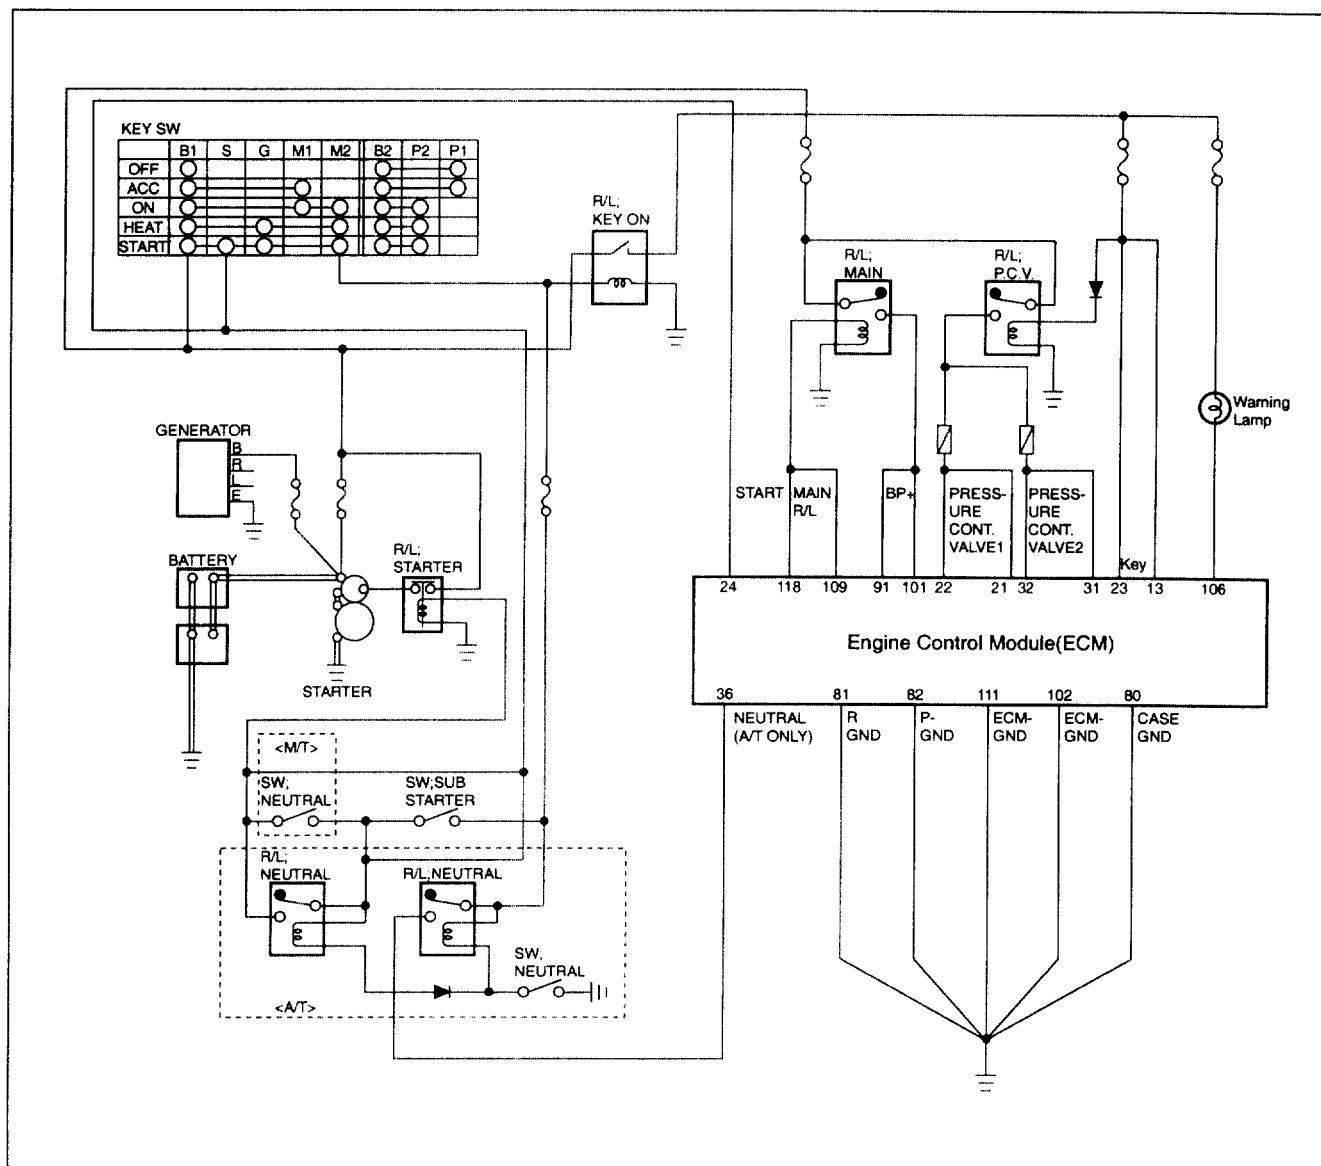 KEY SW
B1 S G M1 M2 B2 P2 P1
OFF
ACC
ON
HEAT
START
R/L;
KEY ON
R/L;
MAIN
R/L;
P.C.V.
Warning
Lamp
GENERATOR
B
R
L
E
BATTERY
R/L;
STARTER
STARTER
START
MAIN
R/L
BP+
PRESS-
URE
CONT.
VALVE1
PRESS-
URE
CONT.
VALVE2
Key
24 118 109 91 101 22 21 32 31 23 13 106
Engine Control Module(ECM)
36 81 82 111 102 80
NEUTRAL
(A/T ONLY)
R
GND
P-
GND
ECM-
GND
ECM-
GND
CASE
GND
<M/T>
SW;
NEUTRAL
SW;SUB
STARTER
R/L;
NEUTRAL
R/L;NEUTRAL
SW;
NEUTRAL
<A/T>